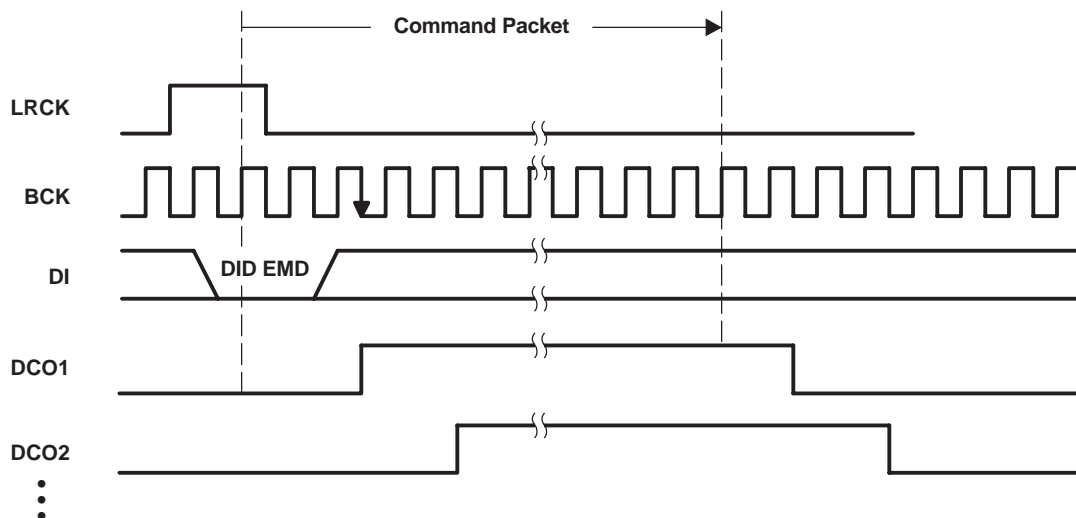 Command Packet
LRCK
BCK
DI
DID EMD
DCO1
DCO2